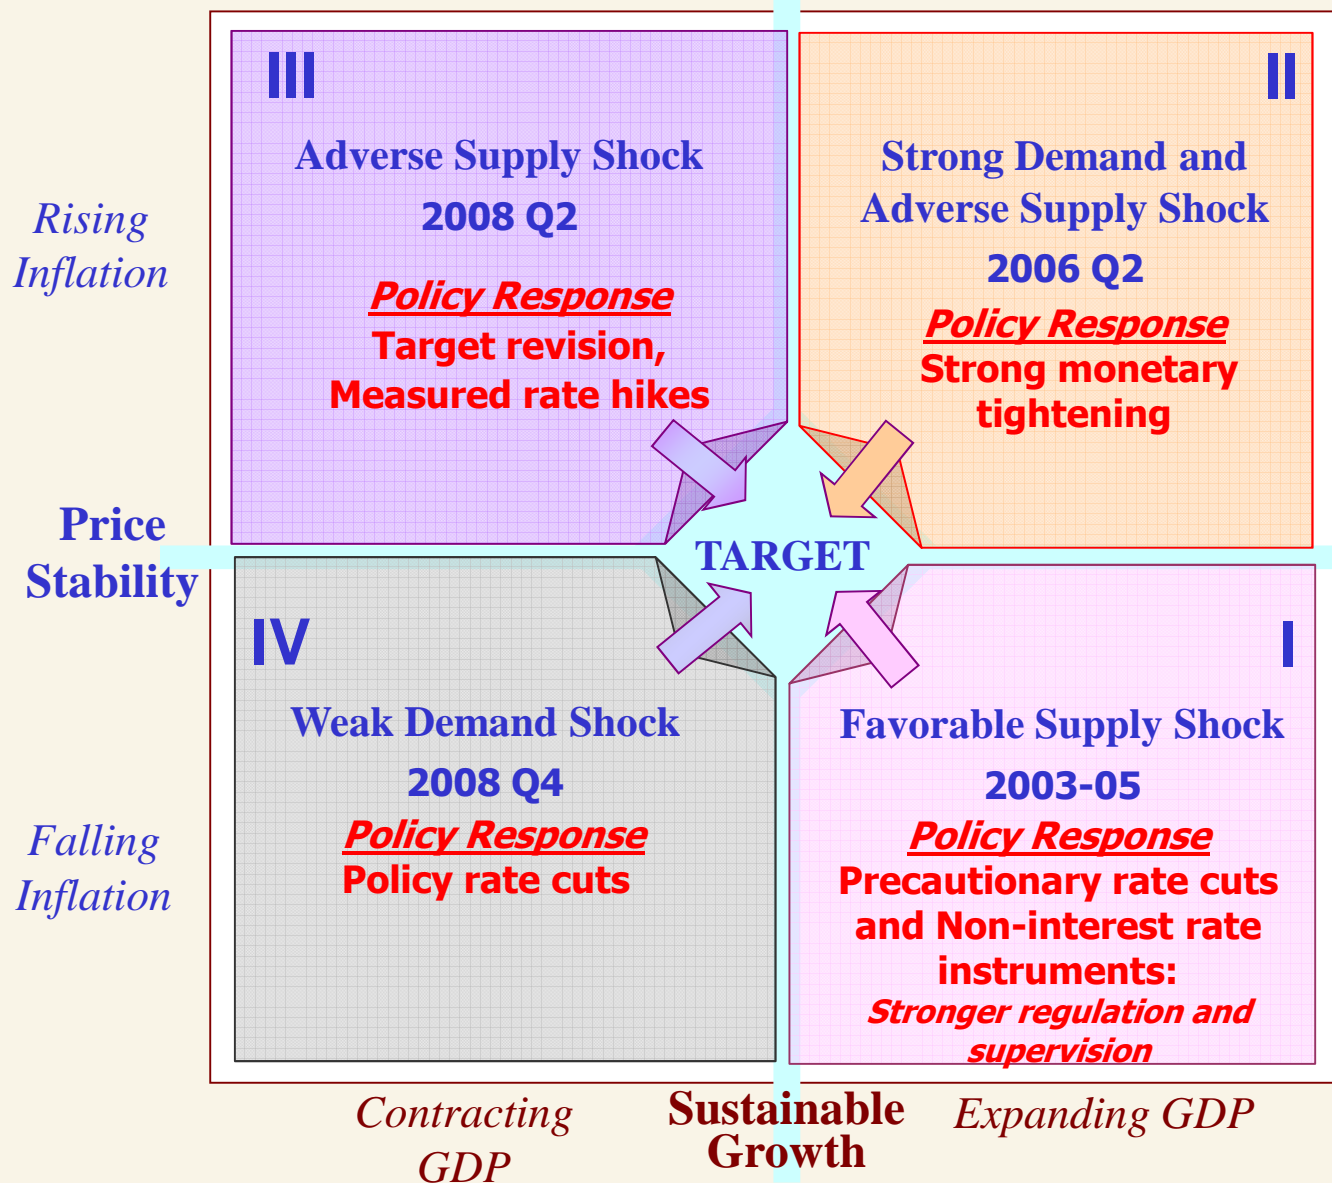 III
Adverse Supply Shock
2008 Q2
Policy Response
Target revision,
Measured rate hikes
II
Strong Demand and
Adverse Supply Shock
2006 Q2
Policy Response
Strong monetary
tightening
Rising
Inflation
Price
Stability
TARGET
IV
Weak Demand Shock
2008 Q4
Policy Response
Policy rate cuts
I
Favorable Supply Shock
2003-05
Policy Response
Precautionary rate cuts
and Non-interest rate
instruments:
Stronger regulation and
supervision
Falling
Inflation
Contracting
GDP
Sustainable
Growth
Expanding GDP